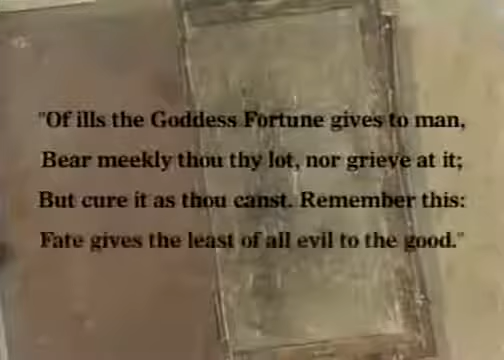 "Of ills the Goddess Fortune gives to man,
Bear meekly thou thy lot, nor grieve at it;
But cure it as thou canst. Remember this:
Fate gives the least of all evil to the good."